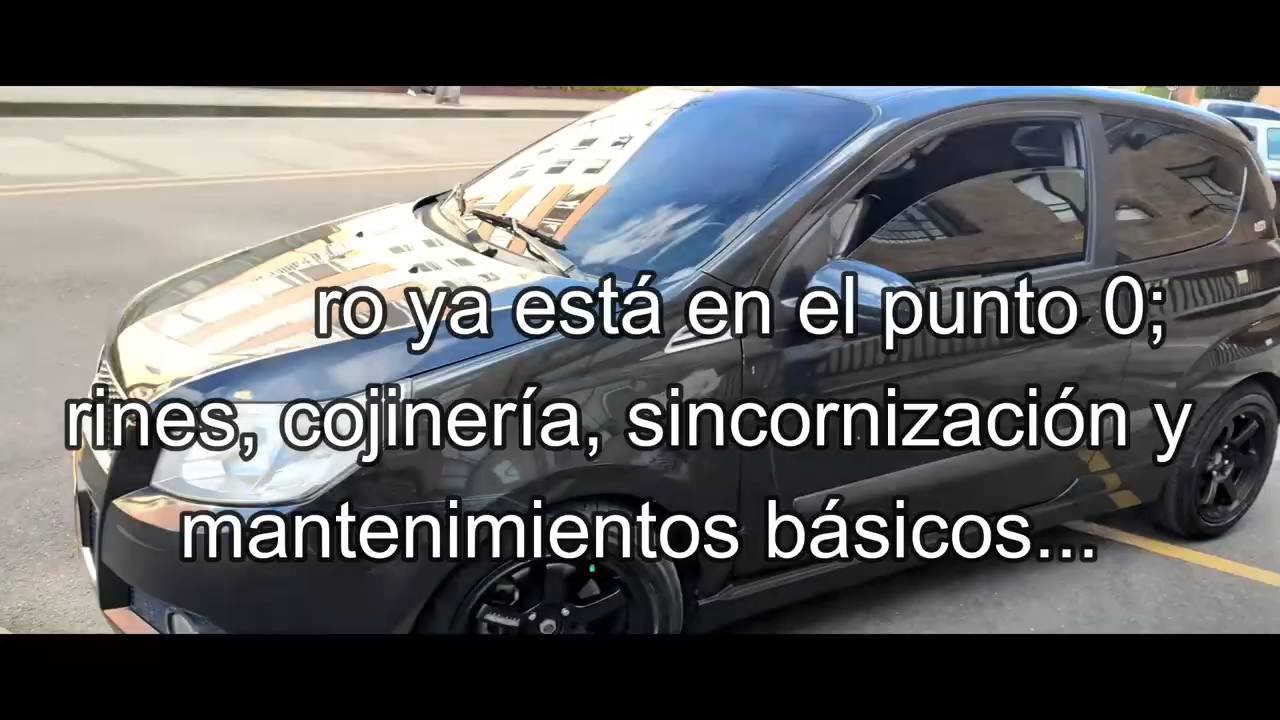 ro ya está en el punto 0;
rines, cojinería, sincornización y
mantenimientos básicos...